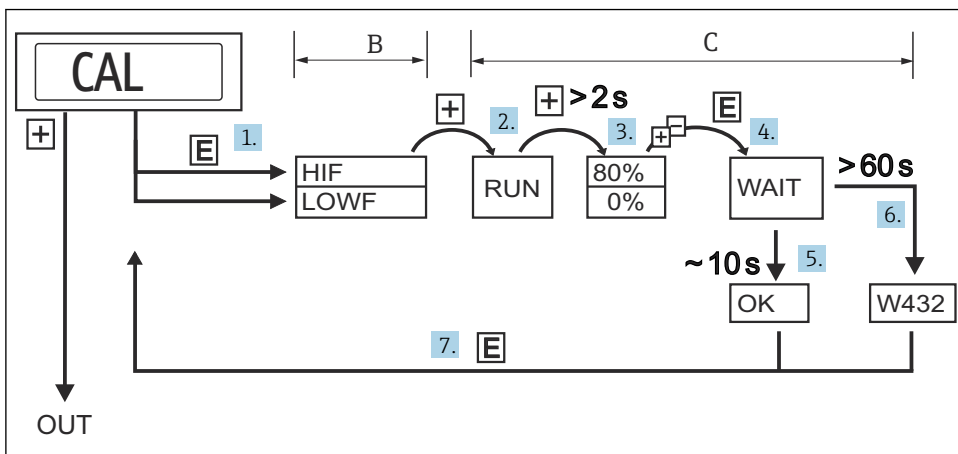 B
C
CAL
+
E
1.
HIF
LOWF
+
2.
RUN
+ >2s
3.
80%
0%
+
-
E
4.
WAIT
>60s
6.
~10s
5.
OK
W432
7.
E
OUT